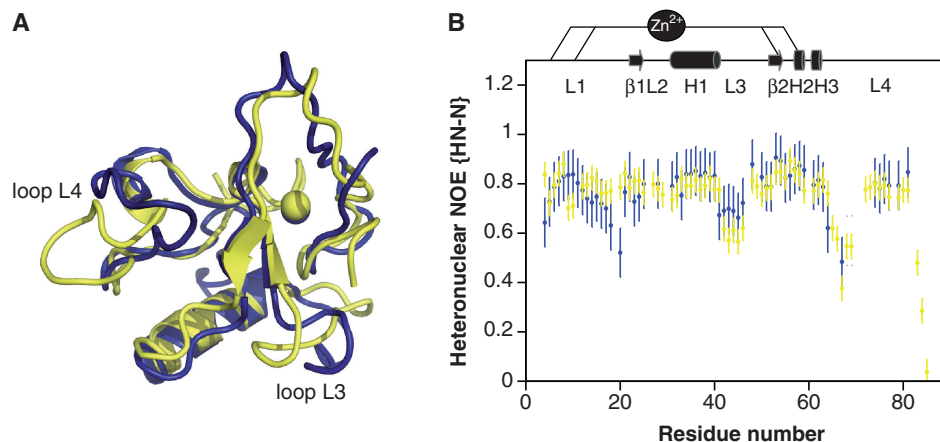 A
loop L4
loop L3
B
Zn2+
L1 β1L2 H1 L3 β2H2H3 L4
Heteronuclear NOE {HN-N}
1.2
1
0.8
0.6
0.4
0.2
0
0 20 40 60 80
Residue number